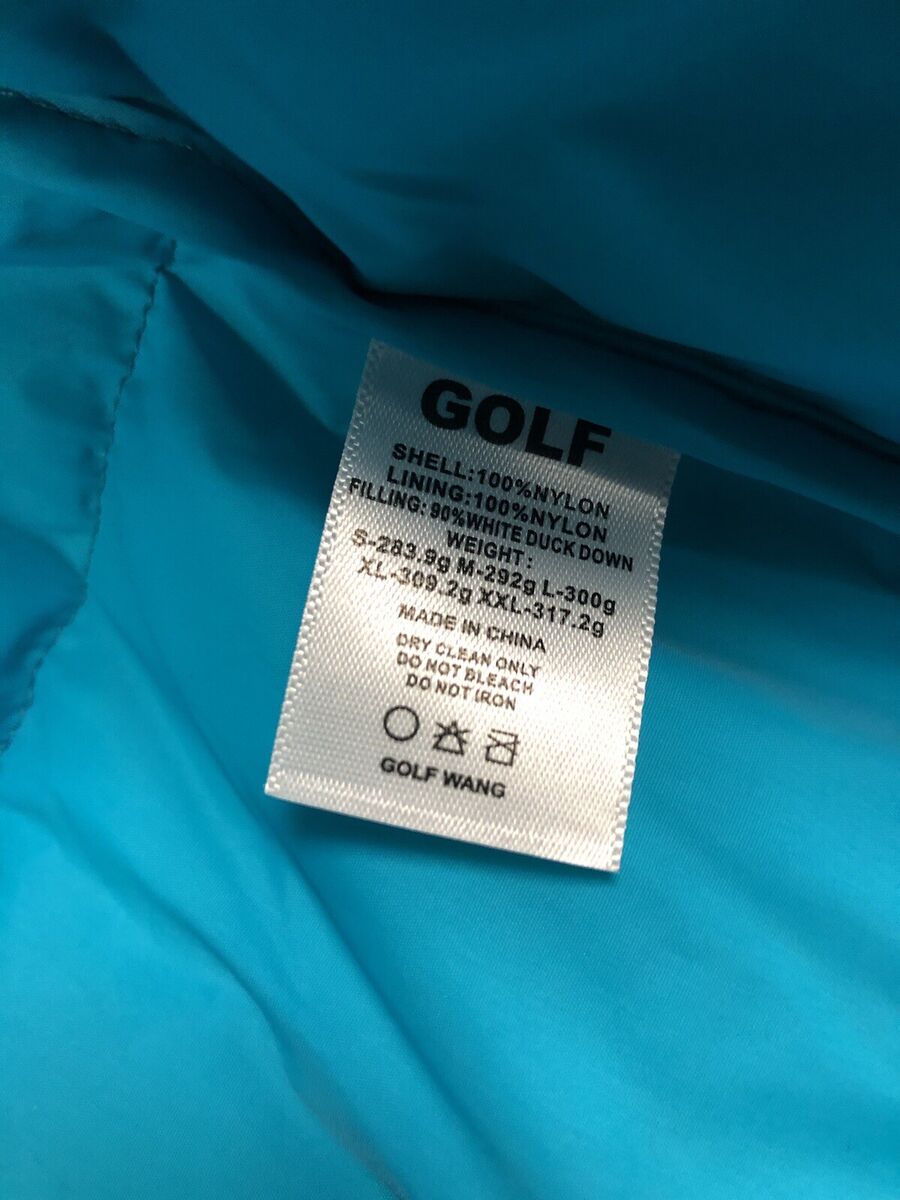 GOLF
SHELL:100%NYLON
LINING:100%NYLON
FILLING: 90%WHITE DUCK DOWN
WEIGHT:
S-283.9g M-292g L-300g
XL-309.2g XXL-317.2g
MADE IN CHINA
DRY CLEAN ONLY
DO NOT BLEACH
DO NOT IRON
GOLF WANG